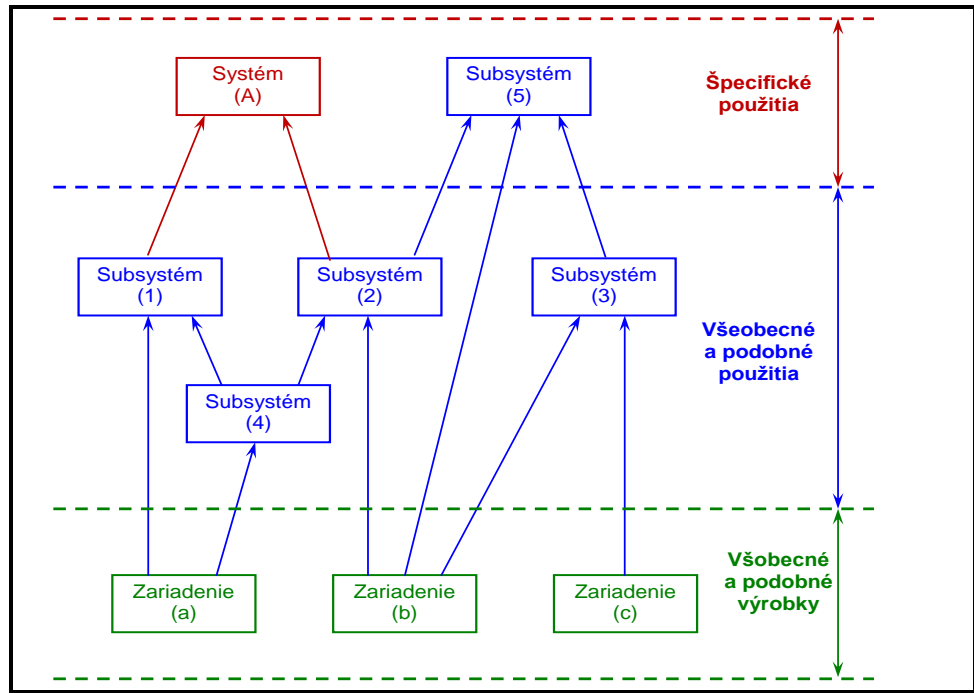 Systém
(A)
Subsystém
(5)
Špecifické
použitia
Subsystém
(1)
Subsystém
(2)
Subsystém
(3)
Všeobecné
a podobné
použitia
Subsystém
(4)
Zariadenie
(a)
Zariadenie
(b)
Zariadenie
(c)
Všobecné
a podobné
výrobky